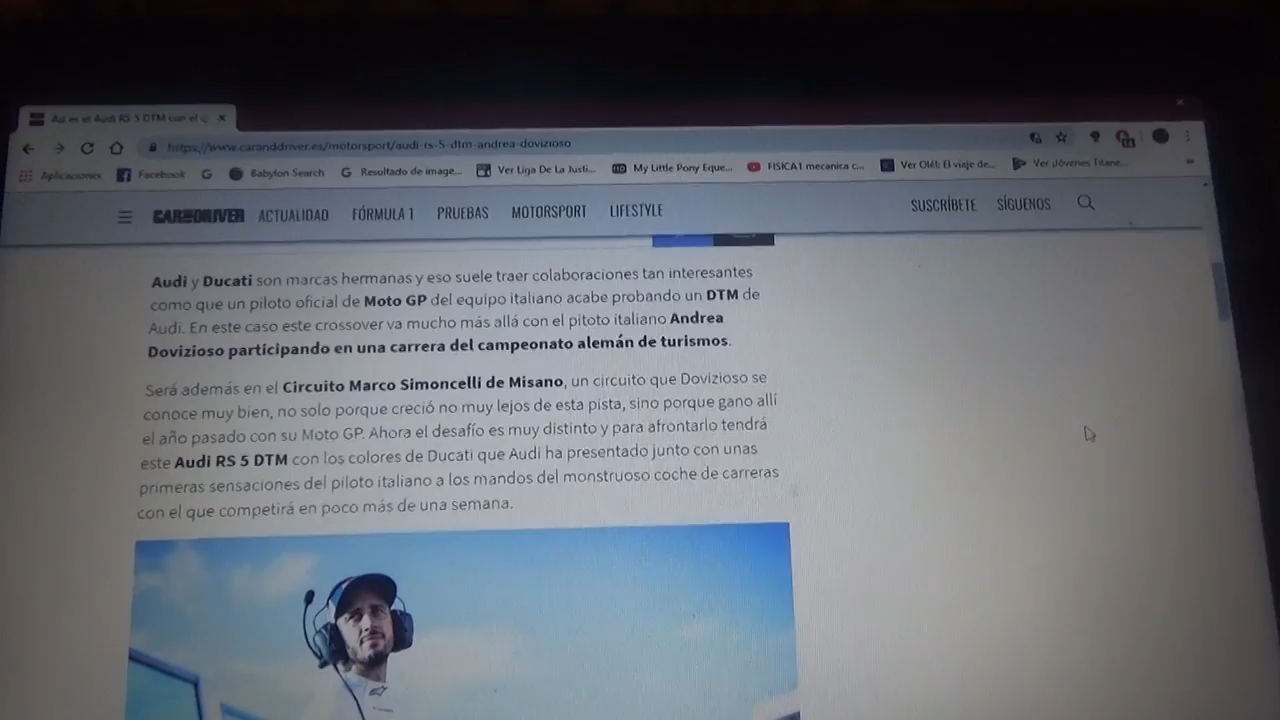 Así es el Audi RS 5 DTM con el q
https://www.caranddriver.es/motorsport/audi-rs-5-dtm-andrea-dovizioso
Aplicaciones Facebook Babylon Search Resultado de image... Ver Liga De La Justi... My Little Pony Eque... FISICA1 mecanica c... Ver Olé!: El viaje de... Ver Jóvenes Titane...
CAR AND DRIVER ACTUALIDAD FÓRMULA 1 PRUEBAS MOTORSPORT LIFESTYLE SUSCRÍBETE SÍGUENOS
Audi y Ducati son marcas hermanas y eso suele traer colaboraciones tan interesantes
como que un piloto oficial de Moto GP del equipo italiano acabe probando un DTM de
Audi. En este caso este crossover va mucho más allá con el pitoto italiano Andrea
Dovizioso participando en una carrera del campeonato alemán de turismos.
Será además en el Circuito Marco Simoncelli de Misano, un circuito que Dovizioso se
conoce muy bien, no solo porque creció no muy lejos de esta pista, sino porque gano allí
el año pasado con su Moto GP. Ahora el desafío es muy distinto y para afrontarlo tendrá
este Audi RS 5 DTM con los colores de Ducati que Audi ha presentado junto con unas
primeras sensaciones del piloto italiano a los mandos del monstruoso coche de carreras
con el que competirá en poco más de una semana.